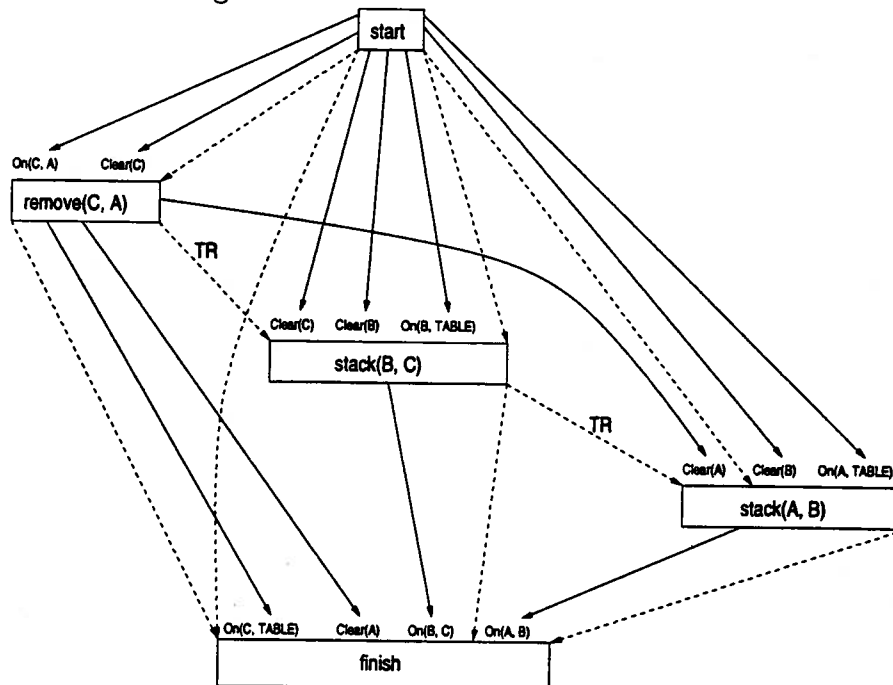 start
On(C, A) Clear(C)
remove(C, A)
TR
Clear(C) Clear(B) On(B, TABLE)
stack(B, C)
TR
Clear(A) Clear(B) On(A, TABLE)
stack(A, B)
On(C, TABLE) Clear(A) On(B, C) On(A, B)
finish